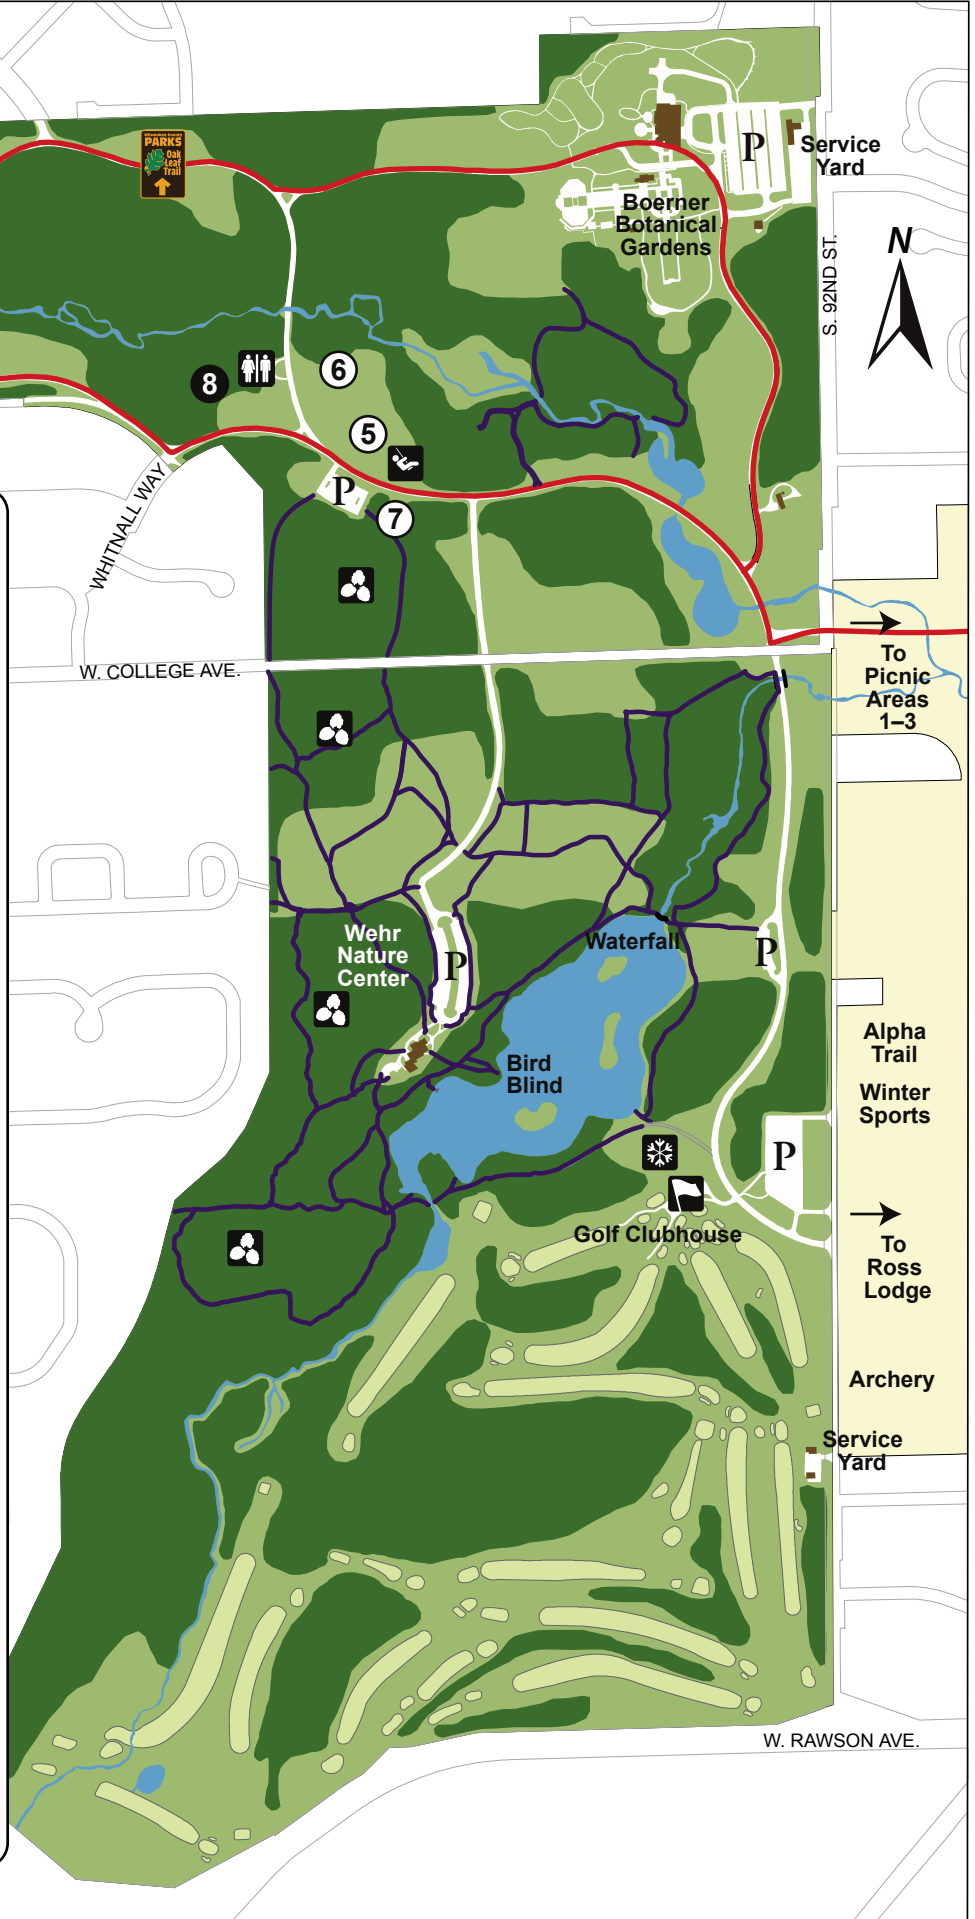 Milwaukee County
PARKS
Oak
Leaf
Trail
P
Service
Yard
Boerner
Botanical
Gardens
S. 92ND ST.
N
8
6
5
P
7
WHITNALL WAY
W. COLLEGE AVE.
To
Picnic
Areas
1–3
Wehr
Nature
Center
P
Waterfall
P
Bird
Blind
Alpha
Trail
Winter
Sports
P
Golf Clubhouse
To
Ross
Lodge
Archery
Service
Yard
W. RAWSON AVE.